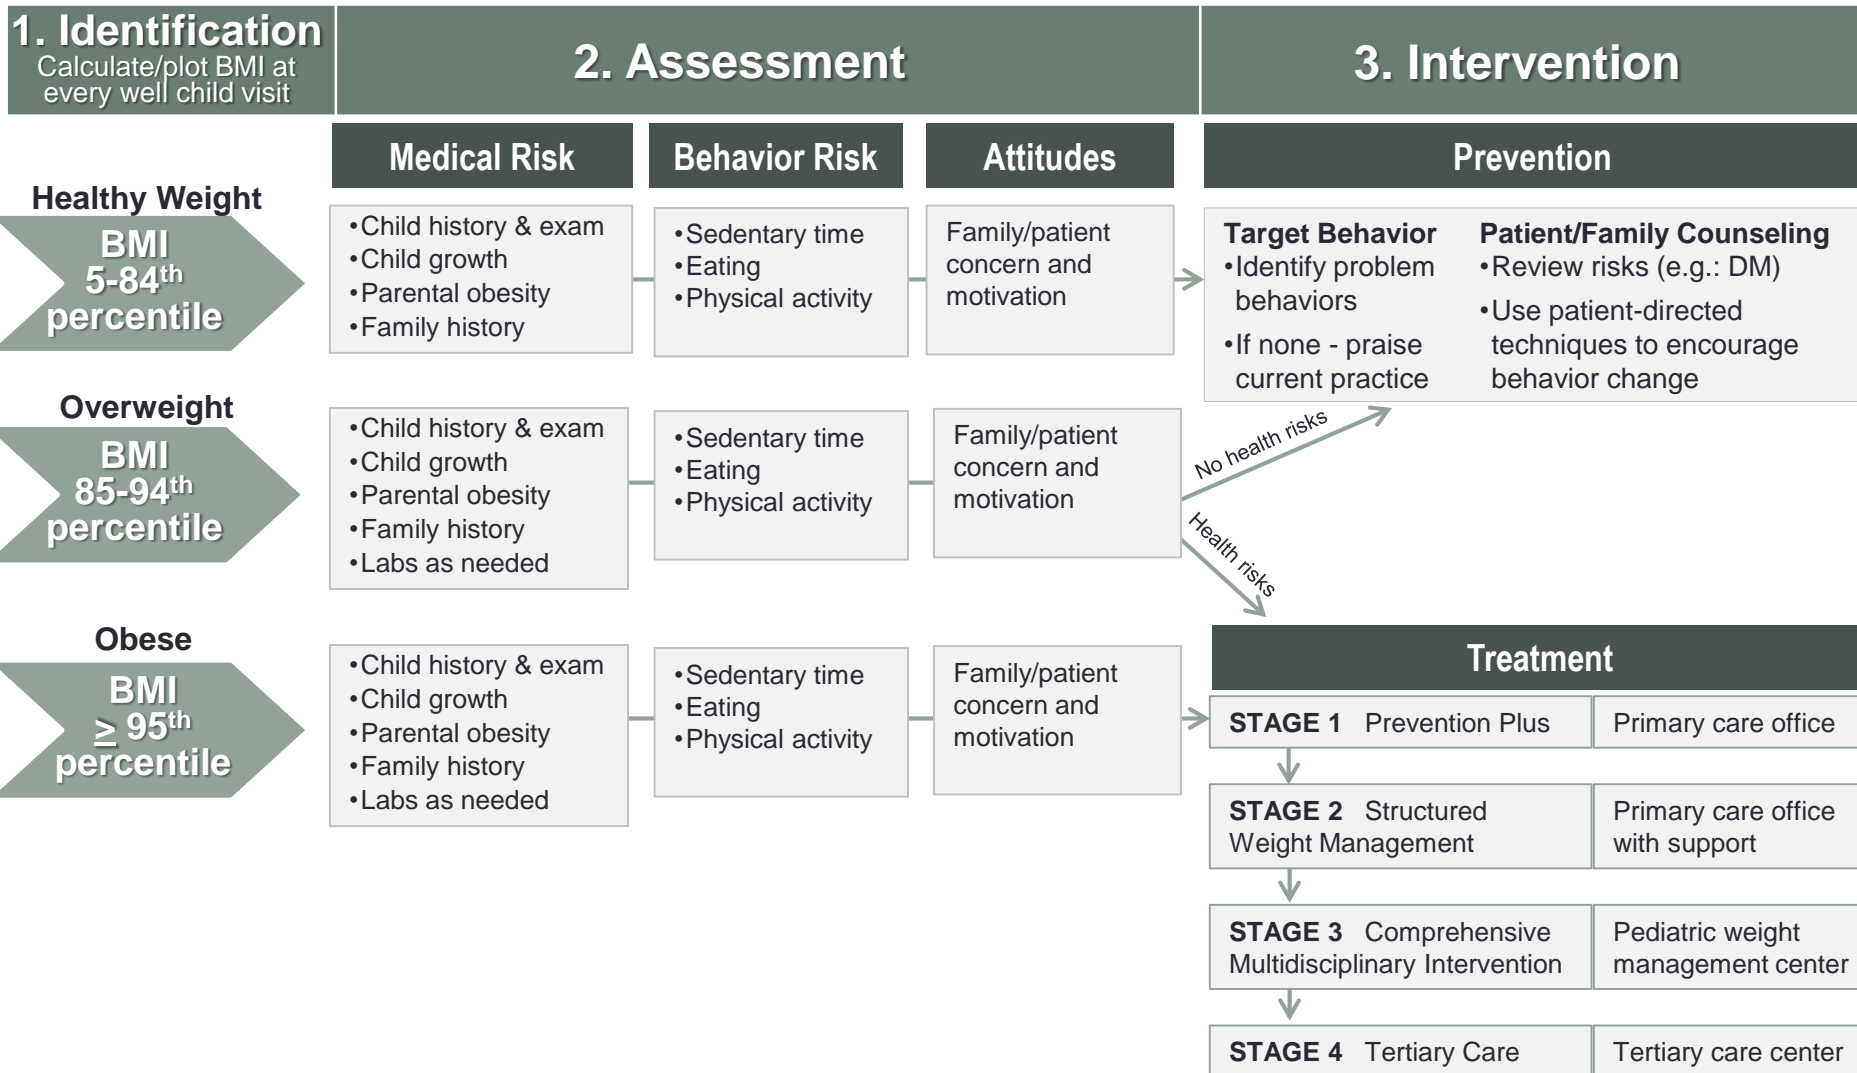 1. Identification
Calculate/plot BMI at
every well child visit
2. Assessment
3. Intervention
Medical Risk
Behavior Risk
Attitudes
Prevention
Healthy Weight
BMI
5-84th
percentile
•Child history & exam
•Child growth
•Parental obesity
•Family history
•Sedentary time
•Eating
•Physical activity
Family/patient
concern and
motivation
Target Behavior
•Identify problem
behaviors
•If none - praise
current practice
Patient/Family Counseling
•Review risks (e.g.: DM)
•Use patient-directed
techniques to encourage
behavior change
Overweight
BMI
85-94th
percentile
•Child history & exam
•Child growth
•Parental obesity
•Family history
•Labs as needed
•Sedentary time
•Eating
•Physical activity
Family/patient
concern and
motivation
No health risks
Health risks
Obese
BMI
≥ 95th
percentile
•Child history & exam
•Child growth
•Parental obesity
•Family history
•Labs as needed
•Sedentary time
•Eating
•Physical activity
Family/patient
concern and
motivation
Treatment
STAGE 1 Prevention Plus
Primary care office
STAGE 2 Structured
Weight Management
Primary care office
with support
STAGE 3 Comprehensive
Multidisciplinary Intervention
Pediatric weight
management center
STAGE 4 Tertiary Care
Tertiary care center